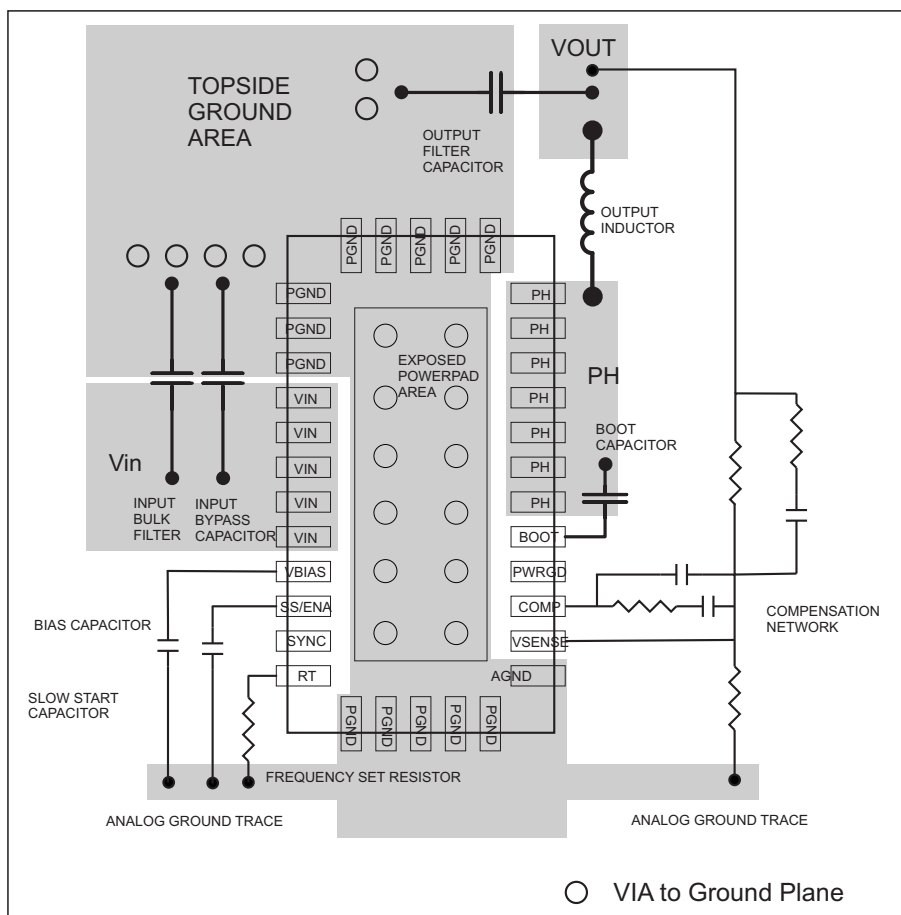 VOUT
TOPSIDE
GROUND
AREA
OUTPUT
FILTER
CAPACITOR
OUTPUT
INDUCTOR
PGND
PGND
PGND
PGND
PGND
PGND
PGND
PGND
VIN
VIN
VIN
VIN
VIN
VBIAS
SS/ENA
SYNC
RT
EXPOSED
POWERPAD
AREA
PH
PH
PH
PH
PH
PH
PH
BOOT
PWRGD
COMP
VSENSE
AGND
PH
BOOT
CAPACITOR
Vin
INPUT
BULK
FILTER
INPUT
BYPASS
CAPACITOR
BIAS CAPACITOR
SLOW START
CAPACITOR
COMPENSATION
NETWORK
PGND
PGND
PGND
PGND
PGND
FREQUENCY SET RESISTOR
ANALOG GROUND TRACE
ANALOG GROUND TRACE
VIA to Ground Plane